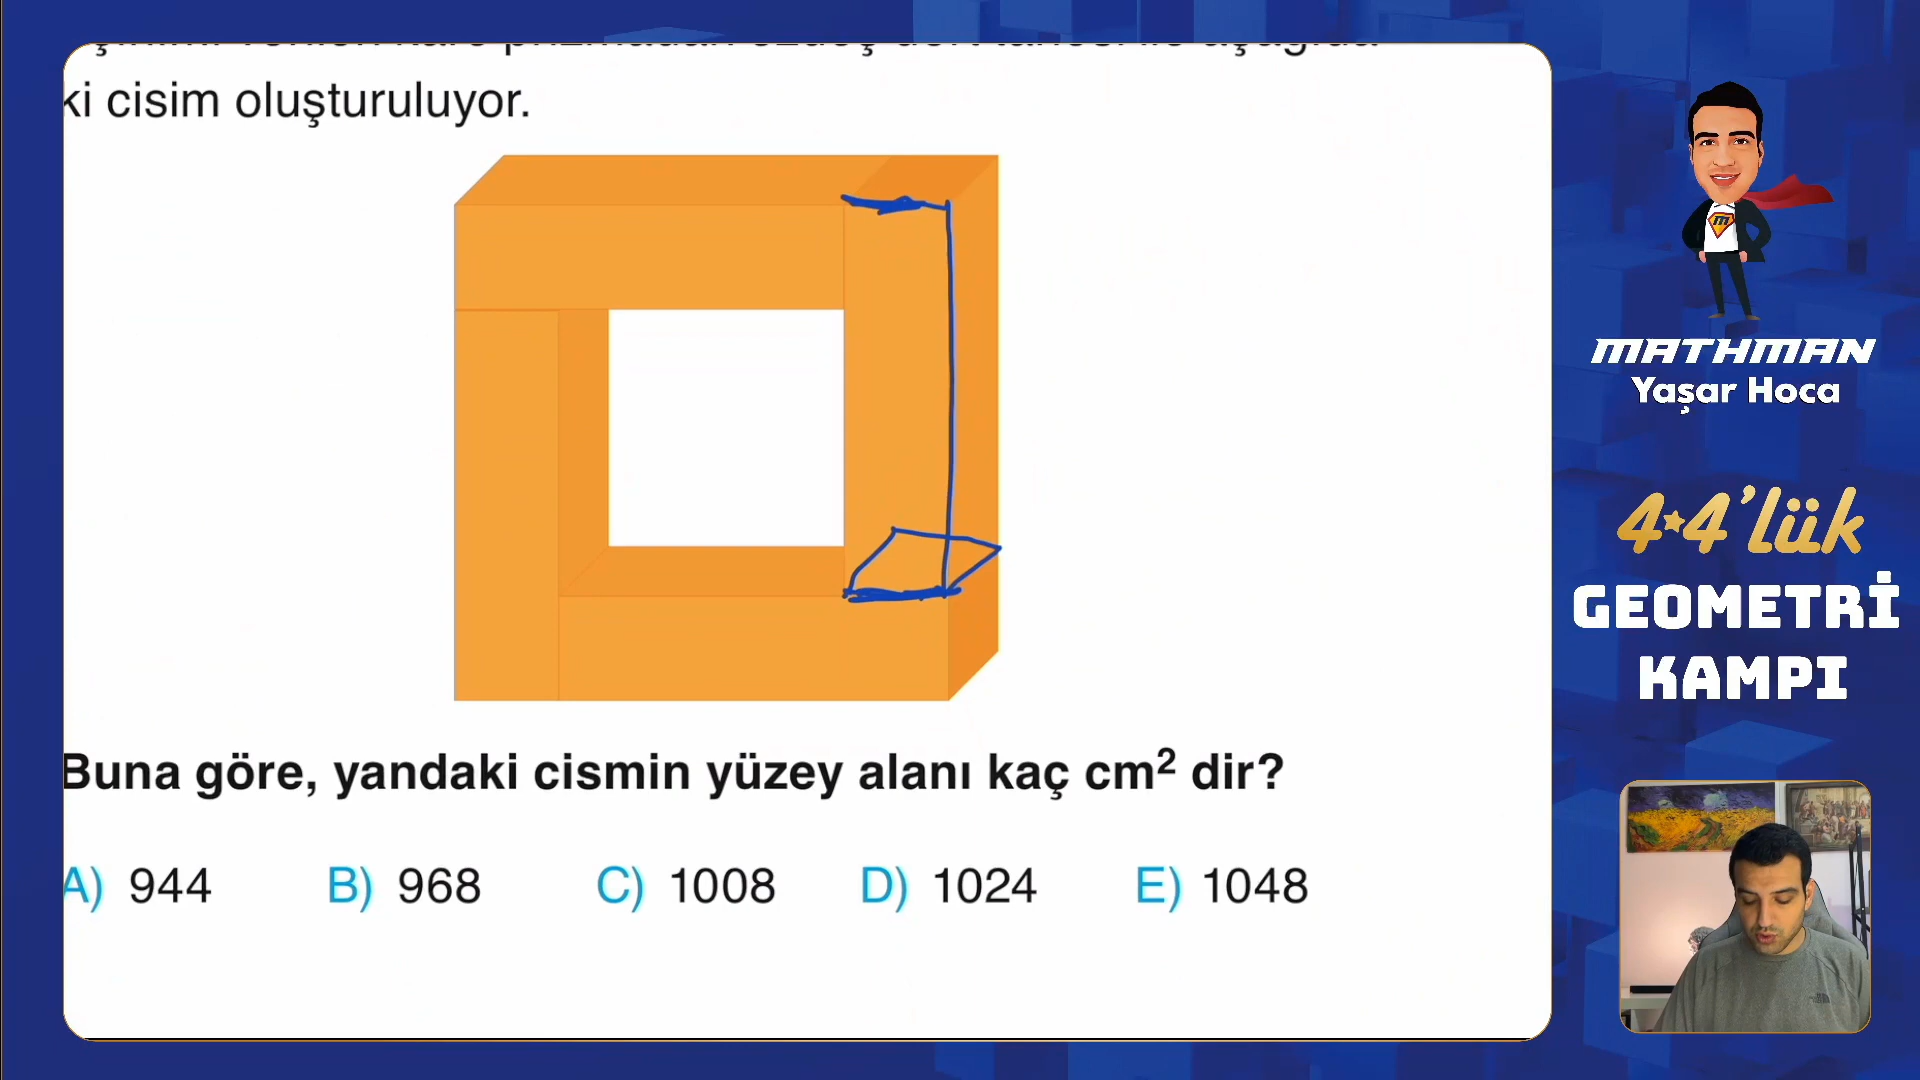 ki cisim oluşturuluyor.
Buna göre, yandaki cismin yüzey alanı kaç cm² dir?
A) 944 B) 968 C) 1008 D) 1024 E) 1048
MATHMAN
Yaşar Hoca
4★4'lük
GEOMETRİ
KAMPI